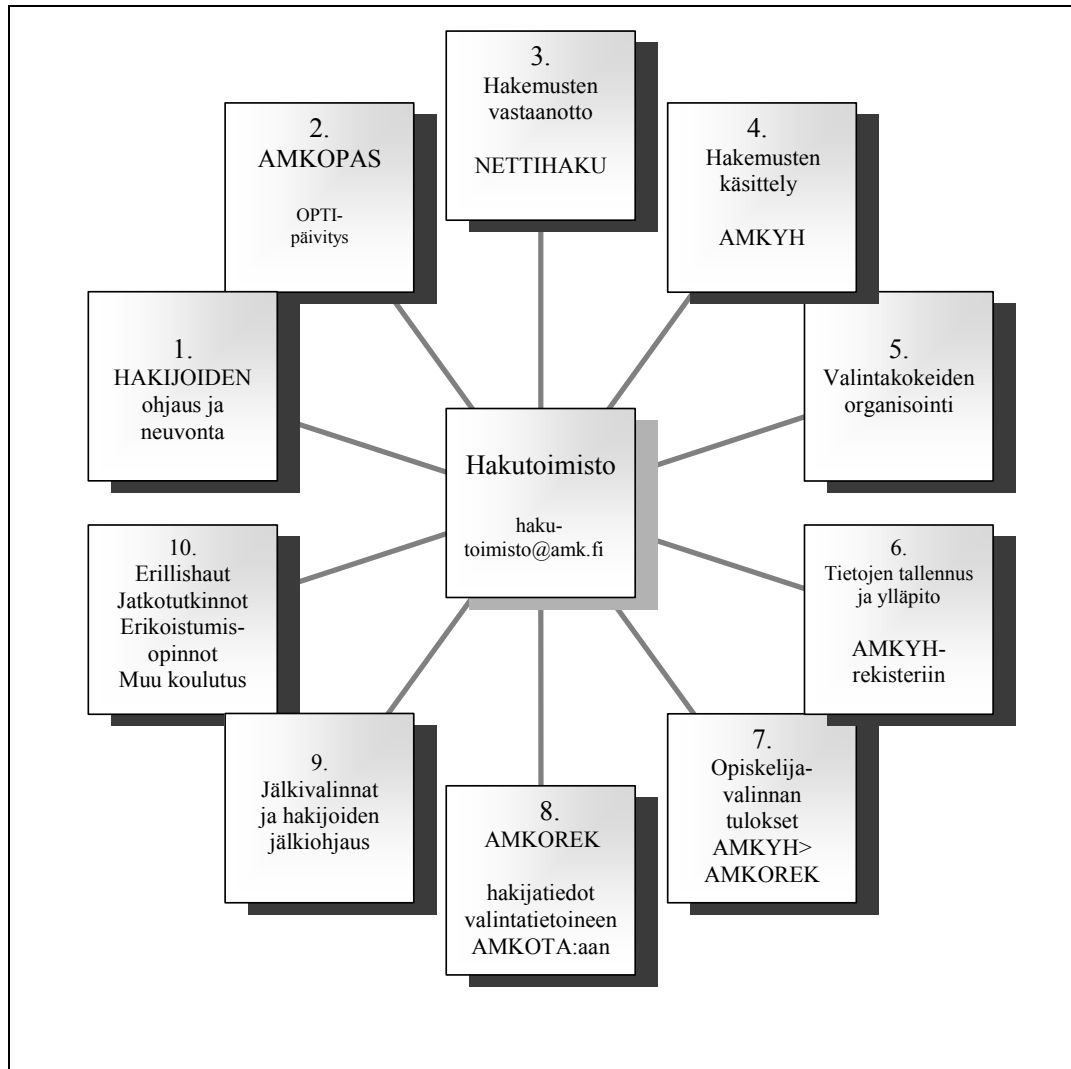 1.
HAKIJOIDEN
ohjaus ja
neuvonta
2.
AMKOPAS
OPTI-
päivitys
3.
Hakemusten
vastaanotto
NETTIHAKU
4.
Hakemusten
käsittely
AMKYH
5.
Valintakokeiden
organisointi
6.
Tietojen tallennus
ja ylläpito
AMKYH-
rekisteriin
7.
Opiskelija-
valinnan
tulokset
AMKYH>
AMKOREK
8.
AMKOREK
hakijatiedot
valintatietoineen
AMKOTA:aan
9.
Jälkivalinnat
ja hakijoiden
jälkiohjaus
10.
Erillishaut
Jatkotutkinnot
Erikoistumis-
opinnot
Muu koulutus
Hakutoimisto
haku-
toimisto@amk.fi